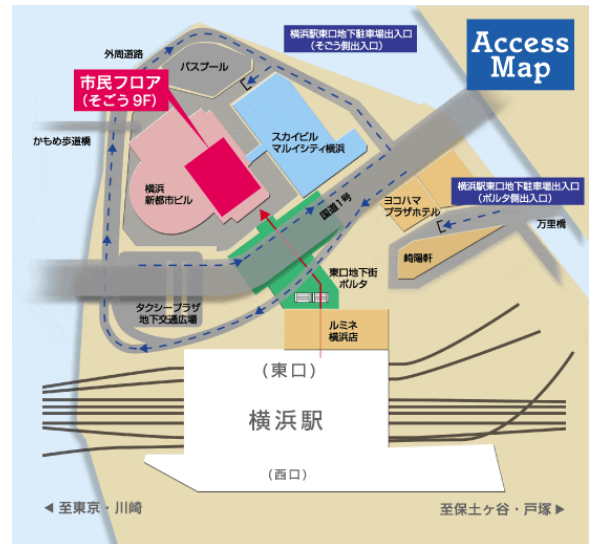 Access
Map
横浜駅東口地下駐車場出入口
(そごう側出入口)
外周道路
バスプール
市民フロア
(そごう9F)
かもめ歩道橋
スカイビル
マルイシティ横浜
横浜
新都市ビル
国道1号
ヨコハマ
プラザホテル
横浜駅東口地下駐車場出入口
(ポルタ側出入口)
万里橋
崎陽軒
東口地下街
ポルタ
タクシープラザ
地下交通広場
ルミネ
横浜店
(東口)
横浜駅
(西口)
◀ 至東京・川崎
至保土ヶ谷・戸塚 ▶